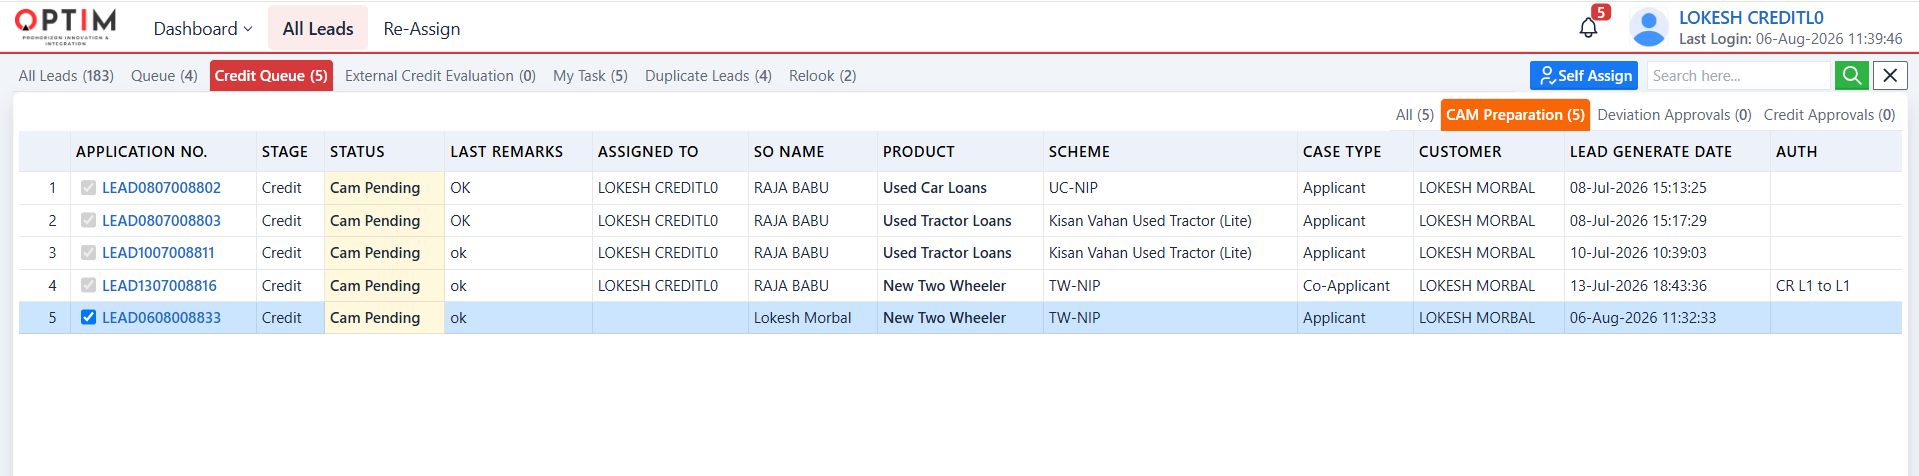 OPTIM
PROHORIZON INNOVATION &
INTEGRATION
Dashboard All Leads Re-Assign
5
LOKESH CREDITL0
Last Login: 06-Aug-2026 11:39:46
All Leads (183) Queue (4) Credit Queue (5) External Credit Evaluation (0) My Task (5) Duplicate Leads (4) Relook (2) Self Assign Search here...
All (5) CAM Preparation (5) Deviation Approvals (0) Credit Approvals (0)
APPLICATION NO. STAGE STATUS LAST REMARKS ASSIGNED TO SO NAME PRODUCT SCHEME CASE TYPE CUSTOMER LEAD GENERATE DATE AUTH
1 LEAD0807008802 Credit Cam Pending OK LOKESH CREDITL0 RAJA BABU Used Car Loans UC-NIP Applicant LOKESH MORBAL 08-Jul-2026 15:13:25
2 LEAD0807008803 Credit Cam Pending OK LOKESH CREDITL0 RAJA BABU Used Tractor Loans Kisan Vahan Used Tractor (Lite) Applicant LOKESH MORBAL 08-Jul-2026 15:17:29
3 LEAD1007008811 Credit Cam Pending ok LOKESH CREDITL0 RAJA BABU Used Tractor Loans Kisan Vahan Used Tractor (Lite) Applicant LOKESH MORBAL 10-Jul-2026 10:39:03
4 LEAD1307008816 Credit Cam Pending ok LOKESH CREDITL0 RAJA BABU New Two Wheeler TW-NIP Co-Applicant LOKESH MORBAL 13-Jul-2026 18:43:36 CR L1 to L1
5 LEAD0608008833 Credit Cam Pending ok Lokesh Morbal New Two Wheeler TW-NIP Applicant LOKESH MORBAL 06-Aug-2026 11:32:33